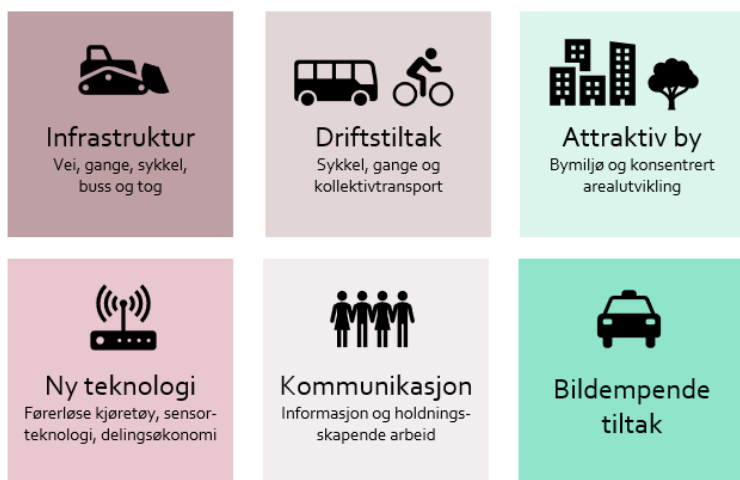 Infrastruktur
Vei, gange, sykkel,
buss og tog
Driftstiltak
Sykkel, gange og
kollektivtransport
Attraktiv by
Bymiljø og konsentrert
arealutvikling
Ny teknologi
Førerløse kjøretøy, sensor-
teknologi, delingsøkonomi
Kommunikasjon
Informasjon og holdnings-
skapende arbeid
Bildempende
tiltak